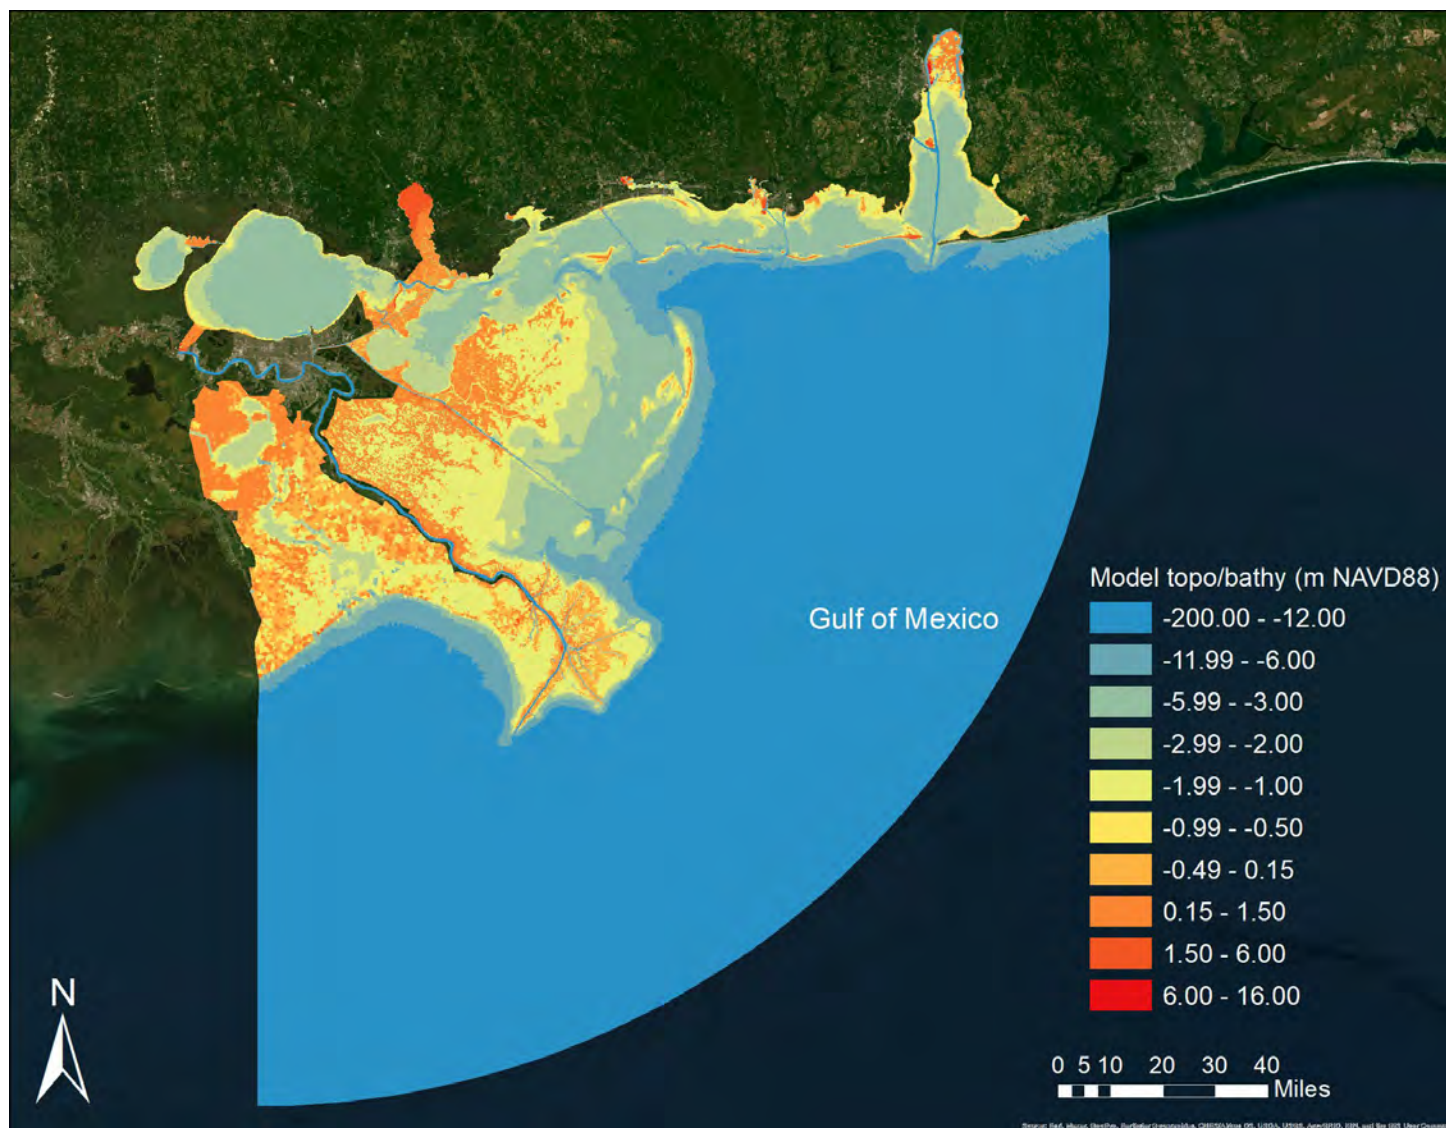 Gulf of Mexico
Model topo/bathy (m NAVD88)
-200.00 - -12.00
-11.99 - -6.00
-5.99 - -3.00
-2.99 - -2.00
-1.99 - -1.00
-0.99 - -0.50
-0.49 - 0.15
0.15 - 1.50
1.50 - 6.00
6.00 - 16.00
N
0 5 10 20 30 40
Miles